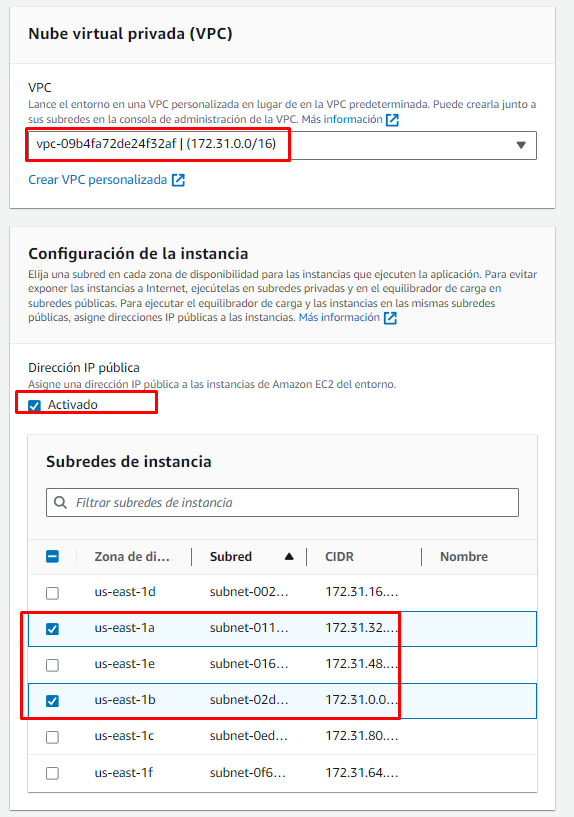 Nube virtual privada (VPC)
VPC
Lance el entorno en una VPC personalizada en lugar de en la VPC predeterminada. Puede crearla junto a
sus subredes en la consola de administración de la VPC. Más información
vpc-09b4fa72de24f32af | (172.31.0.0/16)
Crear VPC personalizada
Configuración de la instancia
Elija una subred en cada zona de disponibilidad para las instancias que ejecuten la aplicación. Para evitar
exponer las instancias a Internet, ejecútelas en subredes privadas y en el equilibrador de carga en
subredes públicas. Para ejecutar el equilibrador de carga y las instancias en las mismas subredes
públicas, asigne direcciones IP públicas a las instancias. Más información
Dirección IP pública
Asigne una dirección IP pública a las instancias de Amazon EC2 del entorno.
Activado
Subredes de instancia
Filtrar subredes de instancia
Zona de di... Subred CIDR Nombre
us-east-1d subnet-002... 172.31.16....
us-east-1a subnet-011... 172.31.32....
us-east-1e subnet-016... 172.31.48....
us-east-1b subnet-02d... 172.31.0.0...
us-east-1c subnet-0ed... 172.31.80....
us-east-1f subnet-0f6... 172.31.64....